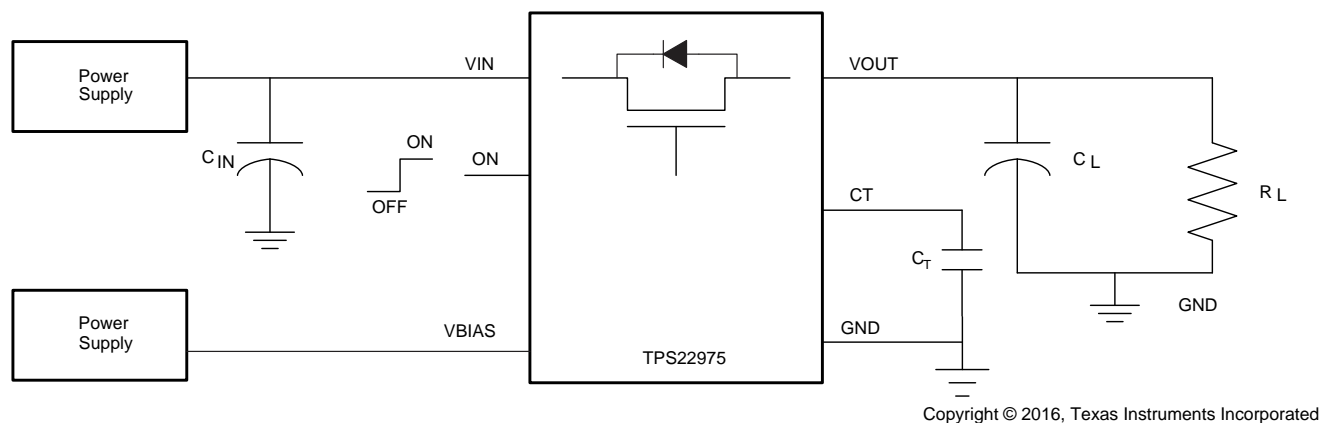 Power
Supply
VIN
VOUT
C IN
ON
OFF
ON
CT
C L
R L
CT
GND
Power
Supply
VBIAS
GND
TPS22975
Copyright © 2016, Texas Instruments Incorporated